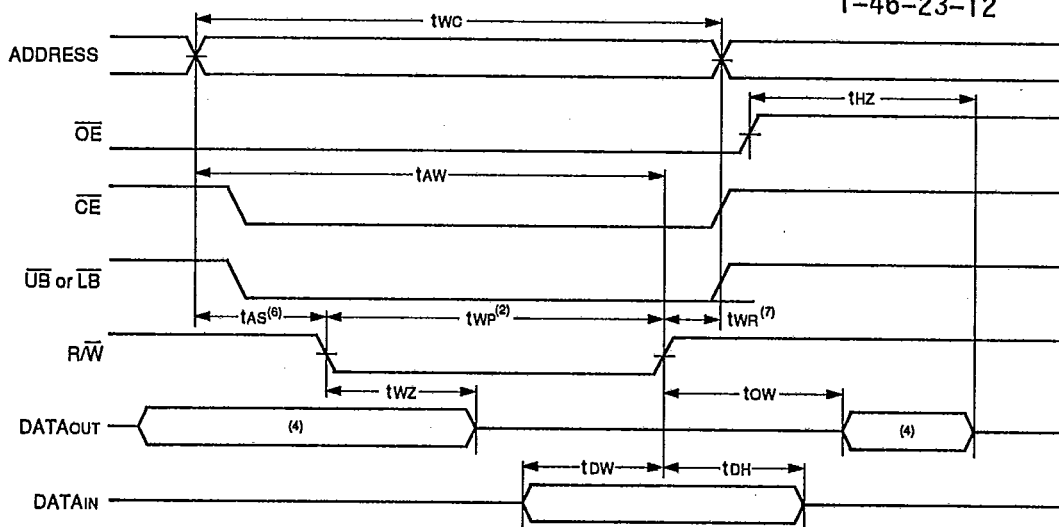 T-46-23-12
tWC
ADDRESS
tHZ
OE
tAW
CE
UB or LB
tAS(6)
tWP(2)
tWR(7)
R/W
tWZ
tOW
DATAOUT
(4)
(4)
tDW
tDH
DATAIN